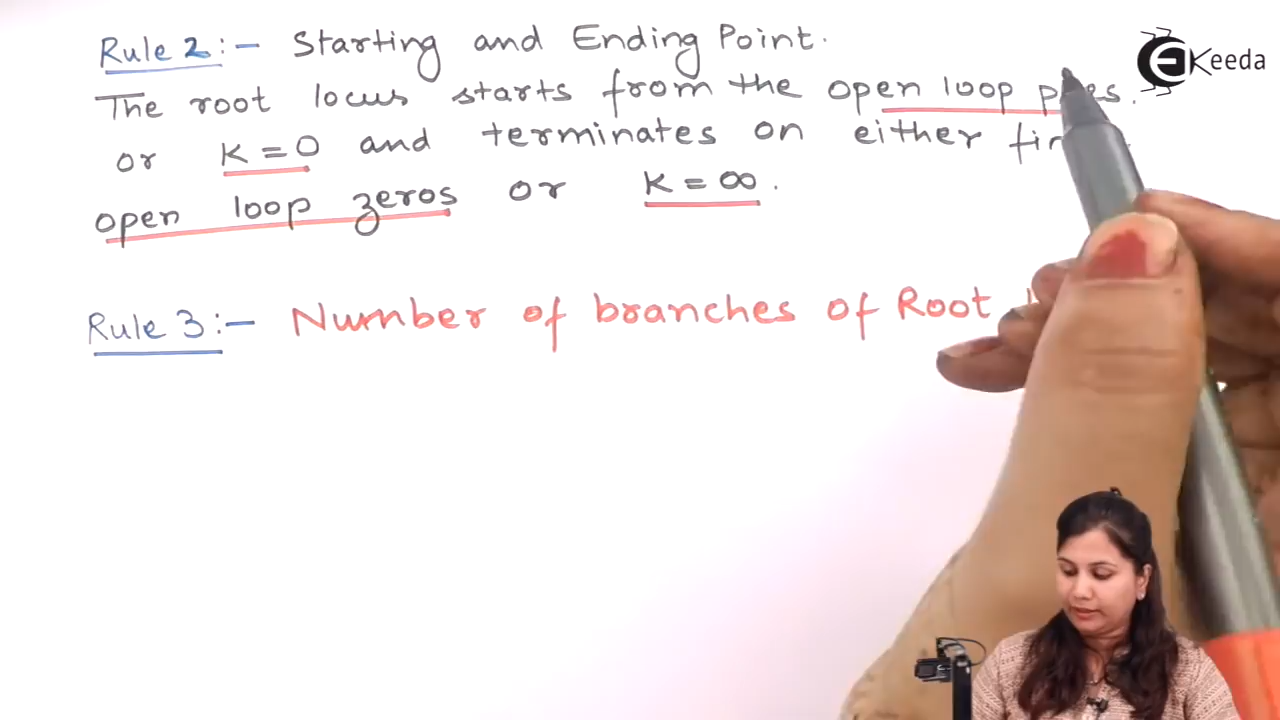 Rule 2:- Starting and Ending Point.
EKeeda
The root locus starts from the open loop
or K=0 and terminates on either
open loop zeros or K=∞.
Rule 3:- Number of branches of Root